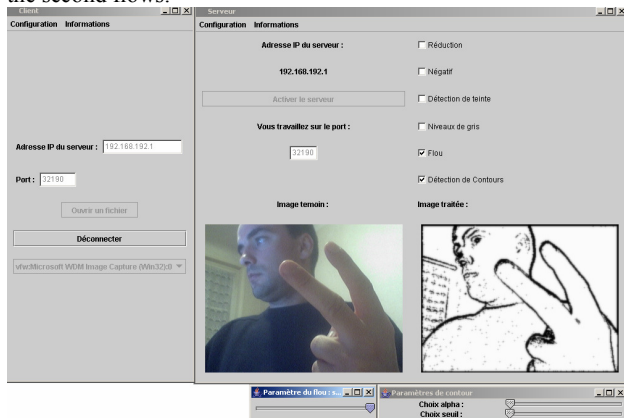 the second flows.
Client
Configuration Informations
Adresse IP du serveur : 192.168.192.1
Port : 32190
Ouvrir un fichier
Déconnecter
vfw:Microsoft WDM Image Capture (Win32):0
Serveur
Configuration Informations
Adresse IP du serveur :
192.168.192.1
Activer le serveur
Vous travaillez sur le port :
32190
Réduction
Négatif
Détection de teinte
Niveaux de gris
Flou
Détection de Contours
Image temoin :
Image traitée :
Paramètre du flou : s...
Paramètres de contour
Choix alpha :
Choix seuil :